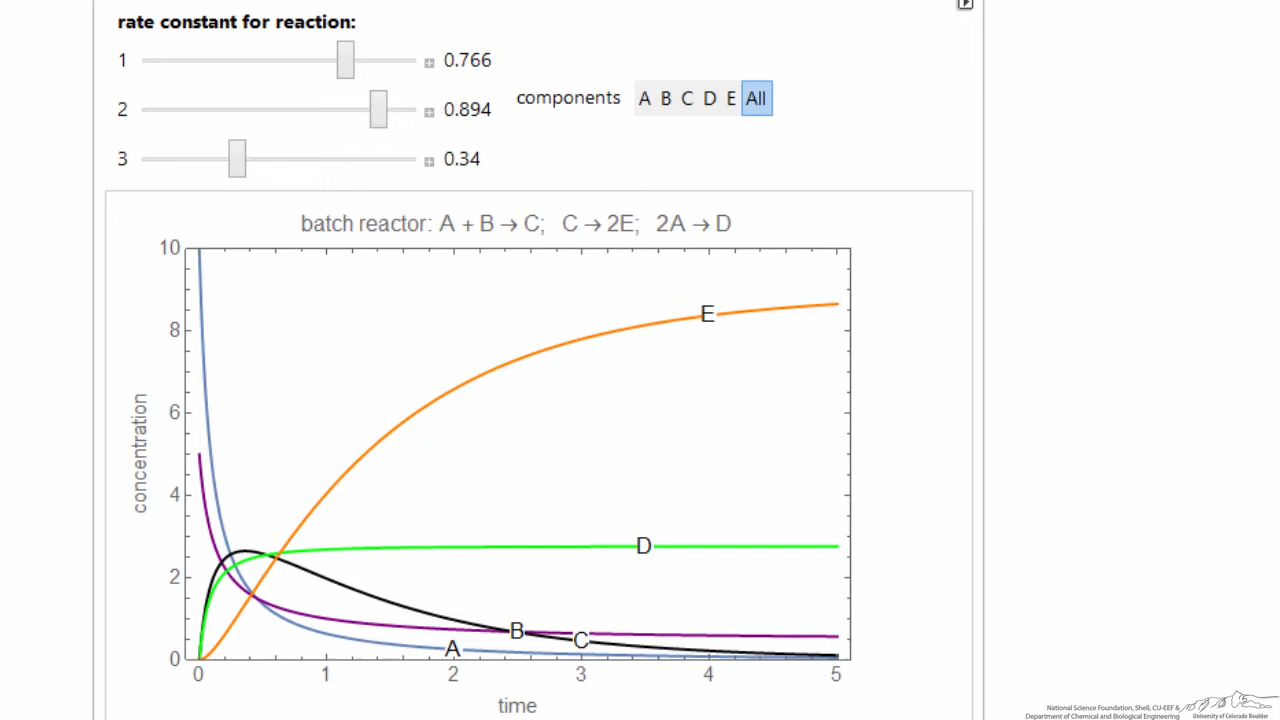 rate constant for reaction:
1 0.766
2 0.894
3 0.34
components A B C D E All
batch reactor: A + B → C; C → 2E; 2A → D
10
8
6
4
2
0
concentration
E
D
B
C
A
0 1 2 3 4 5
time
National Science Foundation, Shell, CU-EEF &
Department of Chemical and Biological Engineering
University of Colorado Boulder